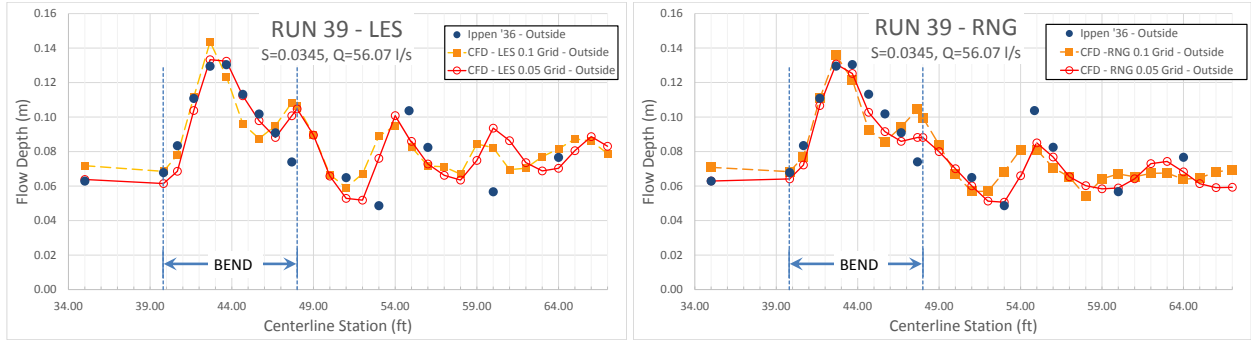 RUN 39 - LES
S=0.0345, Q=56.07 l/s
Ippen '36 - Outside
CFD - LES 0.1 Grid - Outside
CFD - LES 0.05 Grid - Outside
Flow Depth (m)
0.16
0.14
0.12
0.10
0.08
0.06
0.04
0.02
0.00
BEND
34.00 39.00 44.00 49.00 54.00 59.00 64.00
Centerline Station (ft)
RUN 39 - RNG
S=0.0345, Q=56.07 l/s
Ippen '36 - Outside
CFD -RNG 0.1 Grid - Outside
CFD - RNG 0.05 Grid - Outside
Flow Depth (m)
0.16
0.14
0.12
0.10
0.08
0.06
0.04
0.02
0.00
BEND
34.00 39.00 44.00 49.00 54.00 59.00 64.00
Centerline Station (ft)